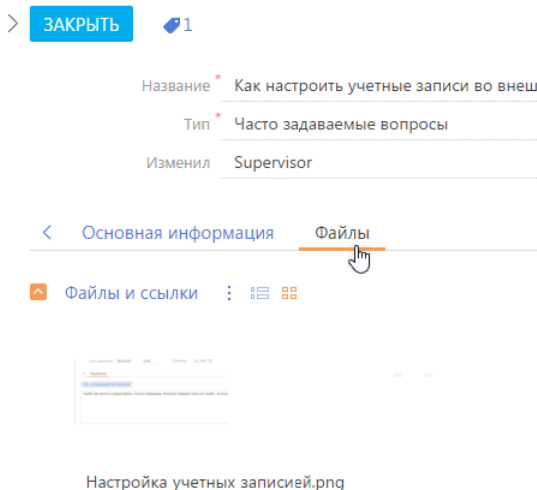 ЗАКРЫТЬ 1
Название * Как настроить учетные записи во внеш
Тип * Часто задаваемые вопросы
Изменил Supervisor
Основная информация Файлы
Файлы и ссылки
Настройка учетных записией.png